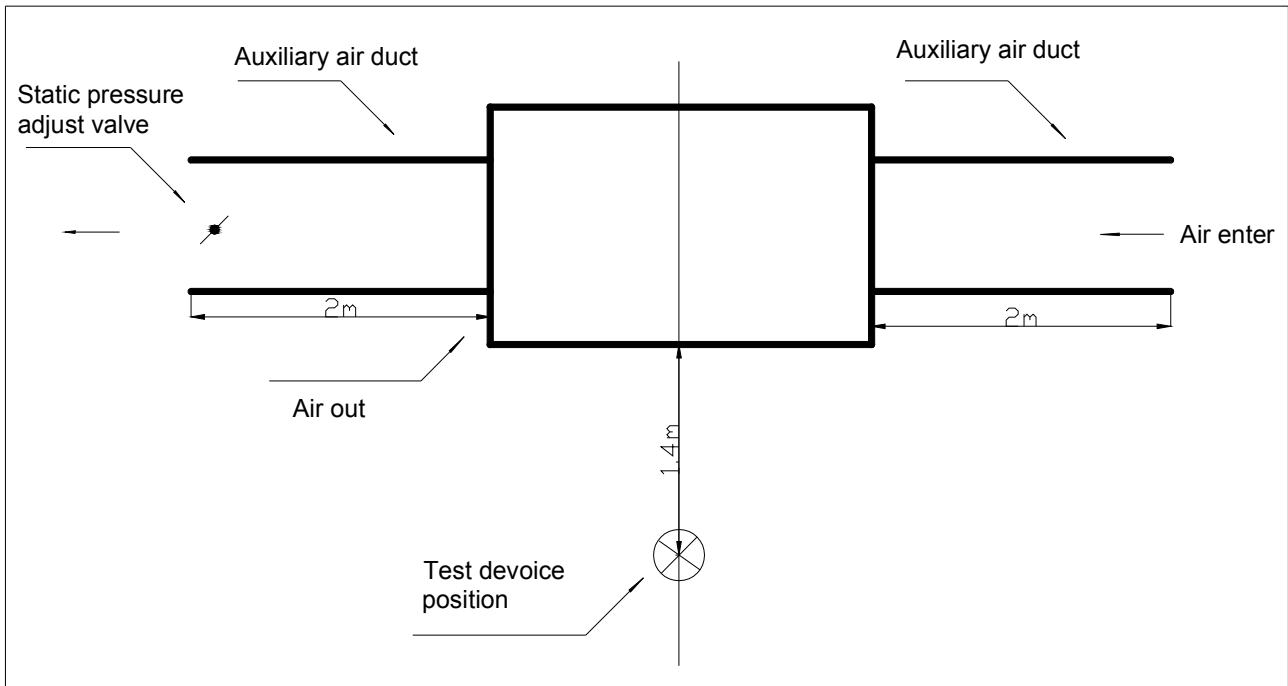 Auxiliary air duct
Auxiliary air duct
Static pressure
adjust valve
Air enter
2m
2m
Air out
1.4m
Test devoice
position